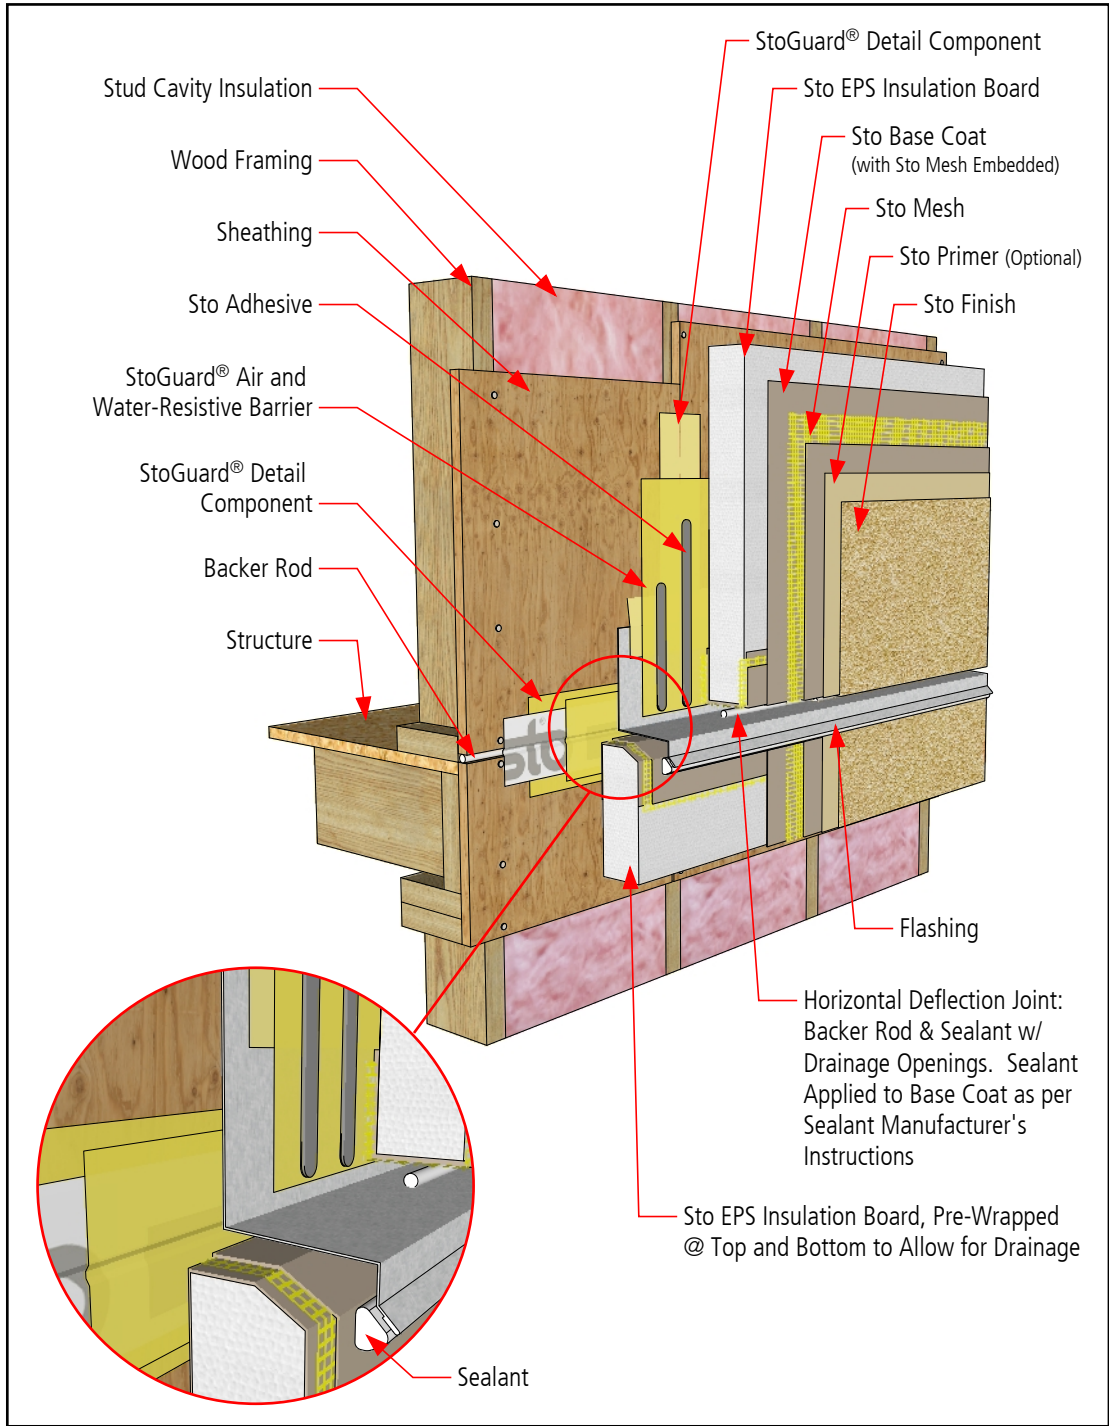 StoGuard® Detail Component
Stud Cavity Insulation
Sto EPS Insulation Board
Sto Base Coat
(with Sto Mesh Embedded)
Wood Framing
Sto Mesh
Sheathing
Sto Primer (Optional)
Sto Adhesive
Sto Finish
StoGuard® Air and
Water-Resistive Barrier
StoGuard® Detail
Component
Backer Rod
Structure
sto
Flashing
Horizontal Deflection Joint:
Backer Rod & Sealant w/
Drainage Openings.  Sealant
Applied to Base Coat as per
Sealant Manufacturer's
Instructions
Sto EPS Insulation Board, Pre-Wrapped
@ Top and Bottom to Allow for Drainage
Sealant